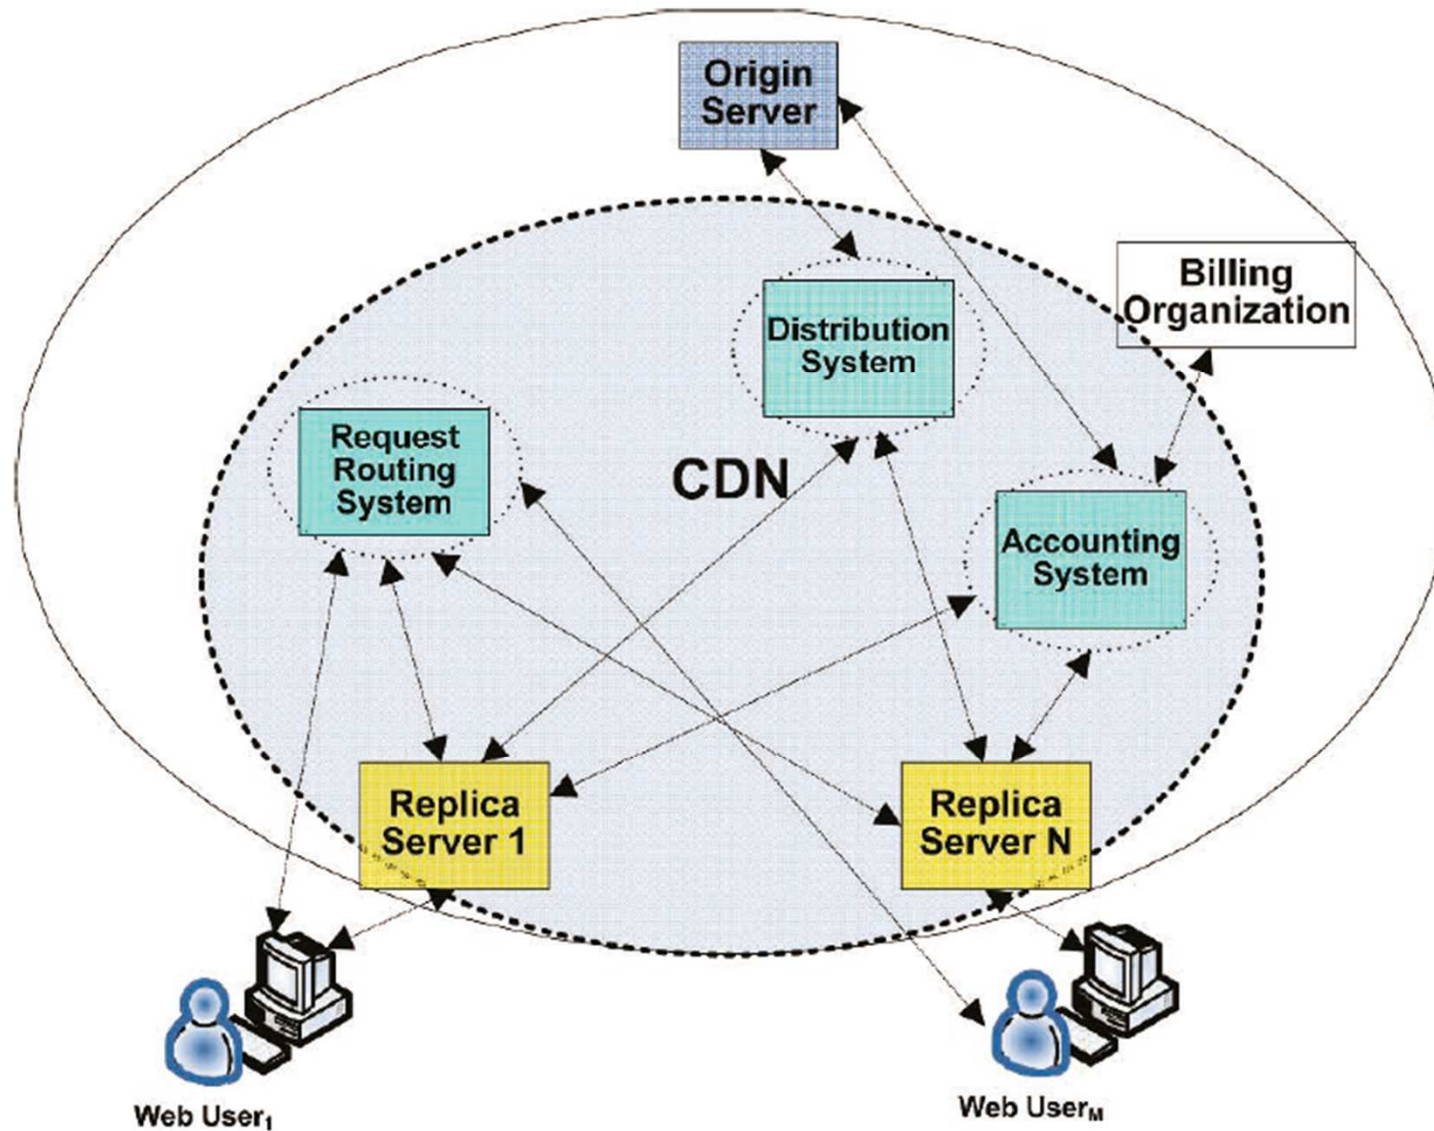 Origin
Server
Billing
Organization
Distribution
System
Request
Routing
System
CDN
Accounting
System
Replica
Server 1
Replica
Server N
Web User₁
Web Userₘ